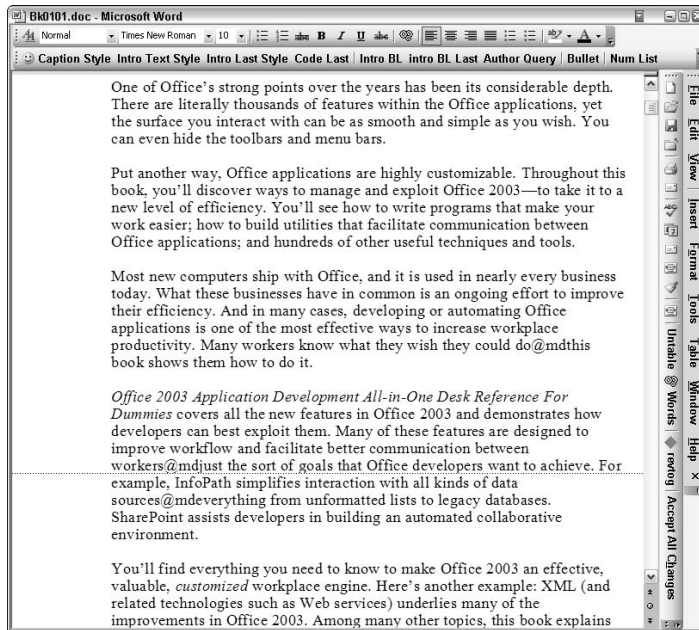 Bk0101.doc - Microsoft Word
Normal Times New Roman 10 abc B I U abc
Caption Style Intro Text Style Intro Last Style Code Last Intro BL intro BL Last Author Query Bullet Num List
One of Office's strong points over the years has been its considerable depth.
There are literally thousands of features within the Office applications, yet
the surface you interact with can be as smooth and simple as you wish. You
can even hide the toolbars and menu bars.
Put another way, Office applications are highly customizable. Throughout this
book, you'll discover ways to manage and exploit Office 2003—to take it to a
new level of efficiency. You'll see how to write programs that make your
work easier; how to build utilities that facilitate communication between
Office applications; and hundreds of other useful techniques and tools.
Most new computers ship with Office, and it is used in nearly every business
today. What these businesses have in common is an ongoing effort to improve
their efficiency. And in many cases, developing or automating Office
applications is one of the most effective ways to increase workplace
productivity. Many workers know what they wish they could do@mdthis
book shows them how to do it.
Office 2003 Application Development All-in-One Desk Reference For
Dummies covers all the new features in Office 2003 and demonstrates how
developers can best exploit them. Many of these features are designed to
improve workflow and facilitate better communication between
workers@mdjust the sort of goals that Office developers want to achieve. For
example, InfoPath simplifies interaction with all kinds of data
sources@mdeverything from unformatted lists to legacy databases.
SharePoint assists developers in building an automated collaborative
environment.
You'll find everything you need to know to make Office 2003 an effective,
valuable, customized workplace engine. Here's another example: XML (and
related technologies such as Web services) underlies many of the
improvements in Office 2003. Among many other topics, this book explains
Untable Words revtog Accept All Changes
File Edit View Insert Format Tools Table Window Help